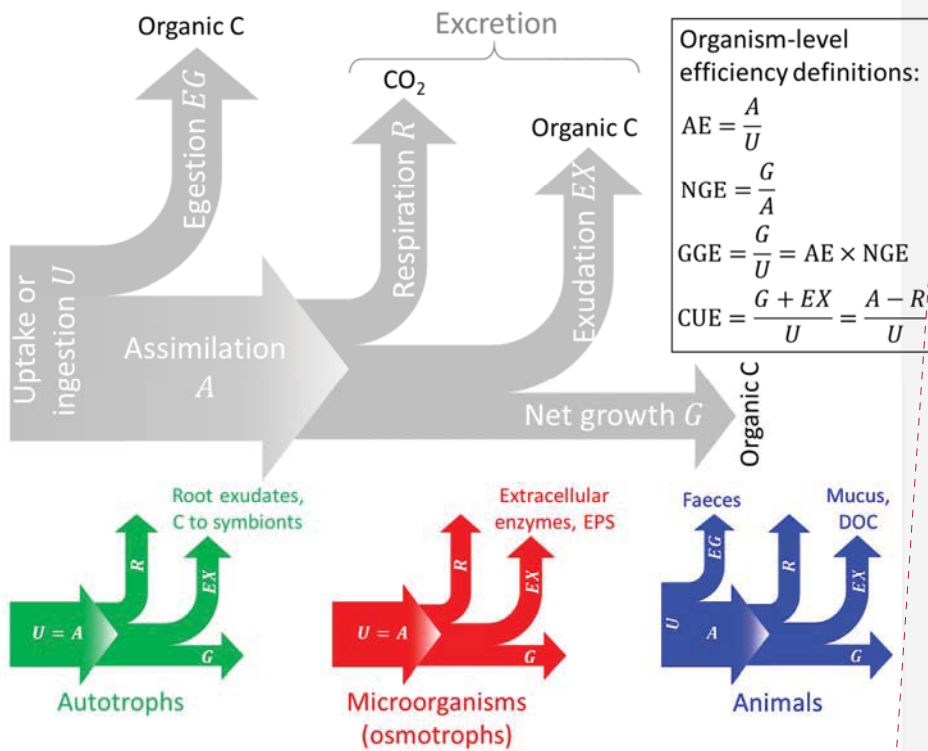 Organic C
Excretion
CO₂
Organic C
Egestion EG
Respiration R
Exudation EX
Uptake or
ingestion U
Assimilation
A
Net growth G
Organic C
Organism-level
efficiency definitions:
AE = A/U
NGE = G/A
GGE = G/U = AE × NGE
CUE = (G + EX)/U = (A − R)/U
Root exudates,
C to symbionts
R
EX
U = A
G
Autotrophs
Extracellular
enzymes, EPS
R
EX
U = A
G
Microorganisms
(osmotrophs)
Faeces
Mucus,
DOC
EG
R
EX
U
A
G
Animals